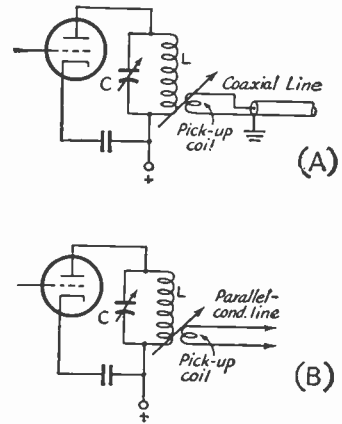 L
C
Coaxial Line
Pick-up
coil
+
(A)
L
C
Parallel-
cond. line
Pick-up
coil
+
(B)